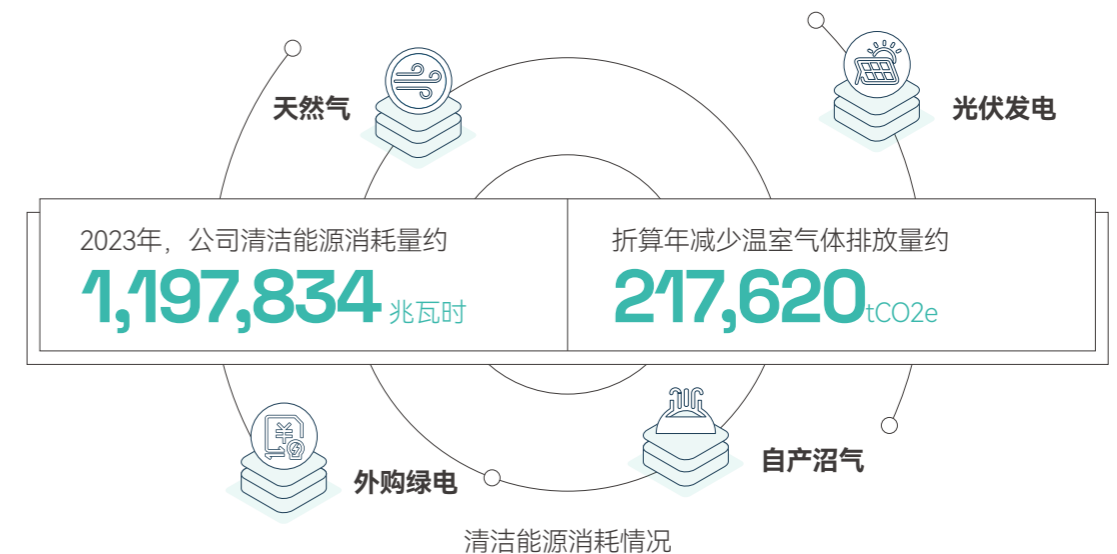 天然气
光伏发电
2023年，公司清洁能源消耗量约
1,197,834 兆瓦时
折算年减少温室气体排放量约
217,620tCO2e
外购绿电
自产沼气
清洁能源消耗情况